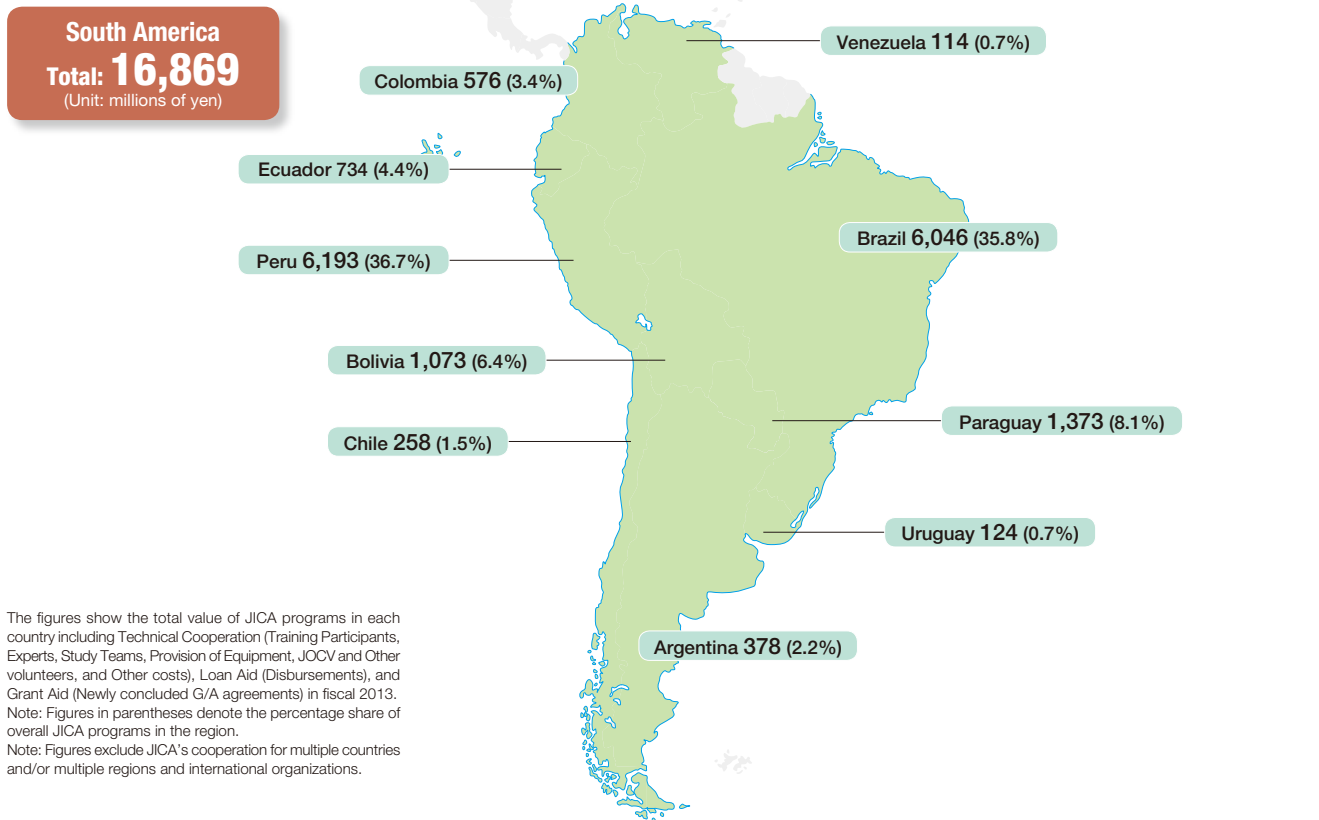 South America
Total: 16,869
(Unit: millions of yen)
Venezuela 114 (0.7%)
Colombia 576 (3.4%)
Ecuador 734 (4.4%)
Brazil 6,046 (35.8%)
Peru 6,193 (36.7%)
Bolivia 1,073 (6.4%)
Paraguay 1,373 (8.1%)
Chile 258 (1.5%)
Uruguay 124 (0.7%)
Argentina 378 (2.2%)
The figures show the total value of JICA programs in each
country including Technical Cooperation (Training Participants,
Experts, Study Teams, Provision of Equipment, JOCV and Other
volunteers, and Other costs), Loan Aid (Disbursements), and
Grant Aid (Newly concluded G/A agreements) in fiscal 2013.
Note: Figures in parentheses denote the percentage share of
overall JICA programs in the region.
Note: Figures exclude JICA's cooperation for multiple countries
and/or multiple regions and international organizations.